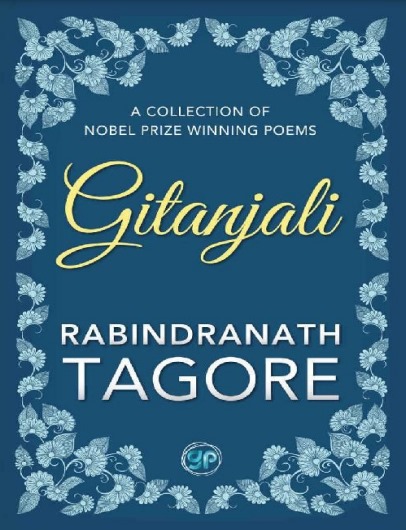 A COLLECTION OF
NOBEL PRIZE WINNING POEMS
Gitanjali
RABINDRANATH
TAGORE
gp